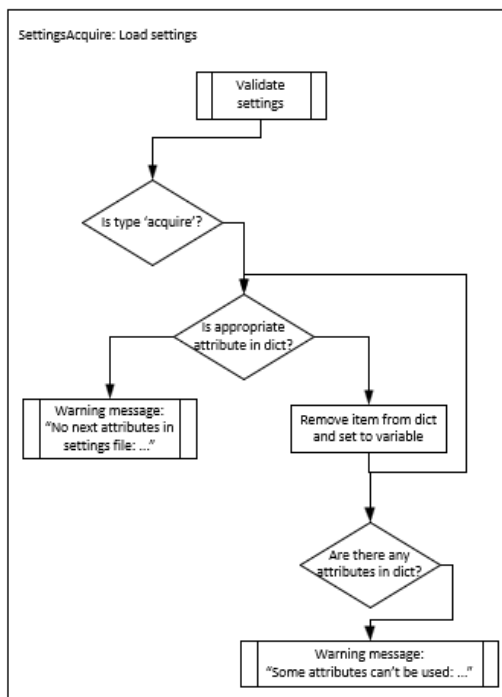 SettingsAcquire: Load settings
Validate
settings
Is type 'acquire'?
Is appropriate
attribute in dict?
Warning message:
"No next attributes in
settings file: ..."
Remove item from dict
and set to variable
Are there any
attributes in dict?
Warning message:
"Some attributes can't be used: ..."